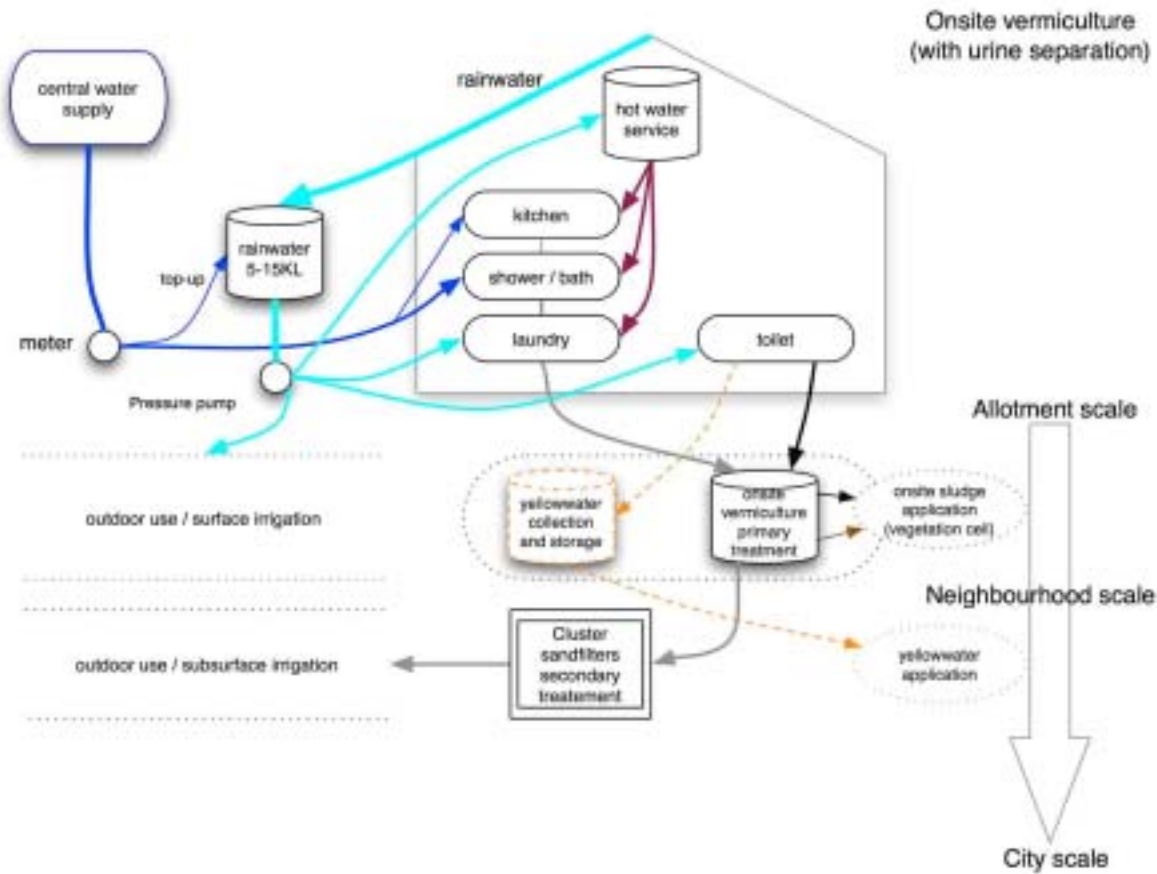 Onsite vermiculture
(with urine separation)
central water
supply
rainwater
hot water
service
kitchen
rainwater
5-15KL
shower / bath
top-up
meter
laundry
toilet
Pressure pump
Allotment scale
outdoor use / surface irrigation
yellowwater
collection
and storage
onsite
vermiculture
primary
treatment
onsite sludge
application
(vegetation cell)
Neighbourhood scale
outdoor use / subsurface irrigation
Cluster
sandfilters
secondary
treatement
yellowwater
application
City scale